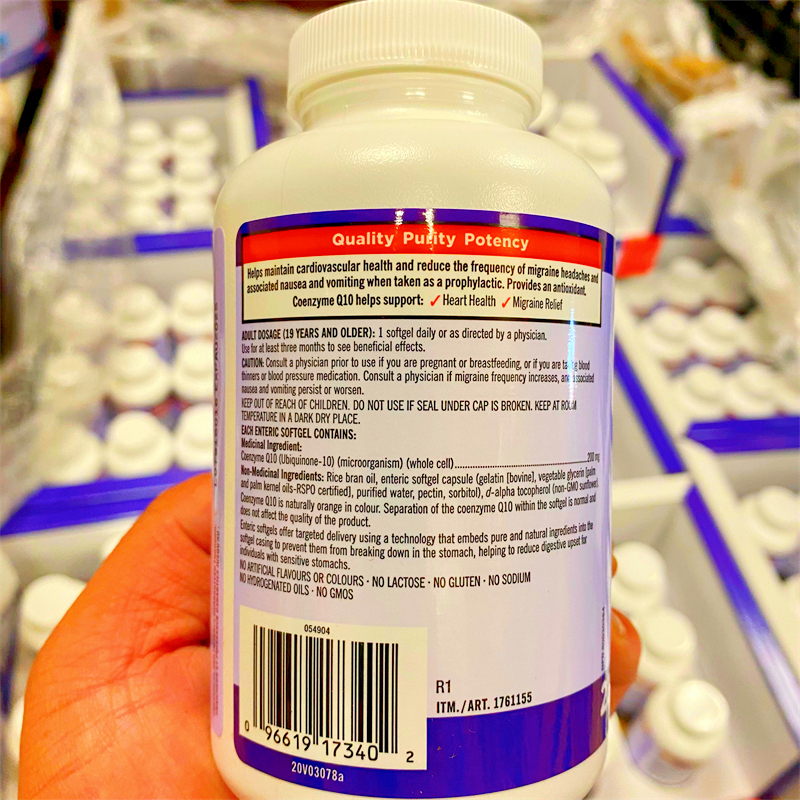 Quality Purity Potency
Helps maintain cardiovascular health and reduce the frequency of migraine headaches and
associated nausea and vomiting when taken as a prophylactic. Provides an antioxidant.
Coenzyme Q10 helps support: ✓Heart Health ✓Migraine Relief
ADULT DOSAGE (19 YEARS AND OLDER): 1 softgel daily or as directed by a physician.
Use for at least three months to see beneficial effects.
CAUTION: Consult a physician prior to use if you are pregnant or breastfeeding, or if you are taking blood
thinners or blood pressure medication. Consult a physician if migraine frequency increases, and associated
nausea and vomiting persist or worsen.
KEEP OUT OF REACH OF CHILDREN. DO NOT USE IF SEAL UNDER CAP IS BROKEN. KEEP AT ROOM
TEMPERATURE IN A DARK DRY PLACE.
EACH ENTERIC SOFTGEL CONTAINS:
Medicinal Ingredient:
Coenzyme Q10 (Ubiquinone-10) (microorganism) (whole cell)........................................200 mg
Non-Medicinal Ingredients: Rice bran oil, enteric softgel capsule (gelatin [bovine], vegetable glycerin [palm
and palm kernel oils-RSPO certified], purified water, pectin, sorbitol), d-alpha tocopherol (non-GMO sunflower).
Coenzyme Q10 is naturally orange in colour. Separation of the coenzyme Q10 within the softgel is normal and
does not affect the quality of the product.
Enteric softgels offer targeted delivery using a technology that embeds pure and natural ingredients into the
softgel casing to prevent them from breaking down in the stomach, helping to reduce digestive upset for
individuals with sensitive stomachs.
NO ARTIFICIAL FLAVOURS OR COLOURS · NO LACTOSE · NO GLUTEN · NO SODIUM
NO HYDROGENATED OILS · NO GMOS
054904
0 96619 17340 2
R1
ITM./ART. 1761155
20V03078a